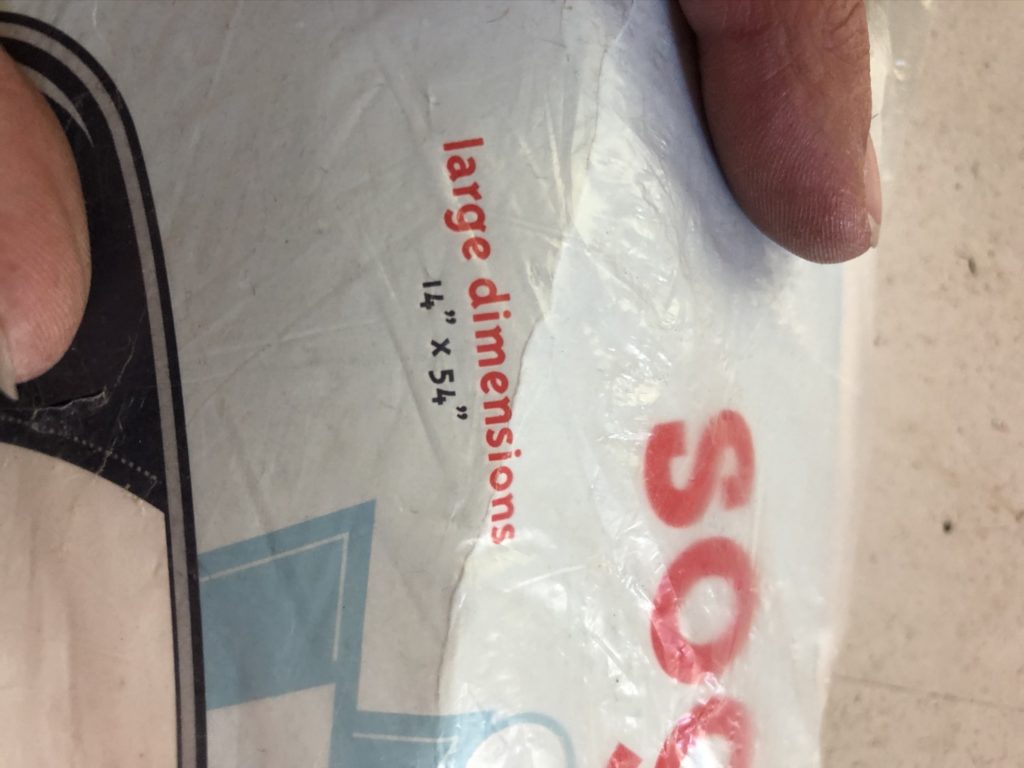 large dimensions
14" x 54"